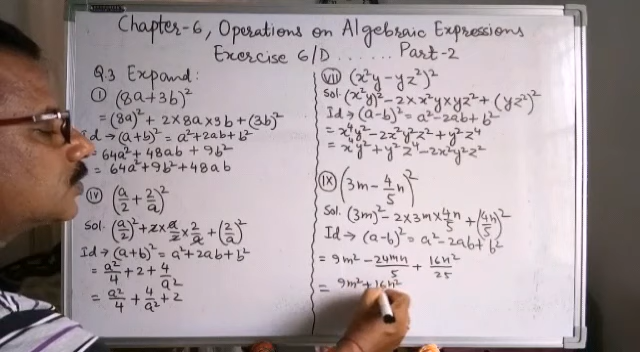 Chapter-6, Operations on Algebraic Expressions
Exercise 6/D ...... Part-2
Q.3 Expand:
(i) (8a+3b)²
= (8a)² + 2×8a×3b + (3b)²
Id → (a+b)² = a²+2ab+b²
= 64a² + 48ab + 9b²
= 64a²+9b²+48ab
(iv) (a/2 + 2/a)²
Sol. (a/2)² + 2×a/2×2/a + (2/a)²
Id → (a+b)² = a²+2ab+b²
= a²/4 + 2 + 4/a²
= a²/4 + 4/a² + 2
(vii) (x²y - yz²)²
Sol. (x²y)² - 2×x²y×yz² + (yz²)²
Id → (a-b)² = a²-2ab+b²
= x⁴y² - 2x²y²z² + y²z⁴
= x⁴y² + y²z⁴ - 2x²y²z²
(ix) (3m - 4/5 n)²
Sol. (3m)² - 2×3m×4n/5 + (4n/5)²
Id → (a-b)² = a²-2ab+b²
= 9m² - 24mn/5 + 16n²/25
= 9m² + 16n²